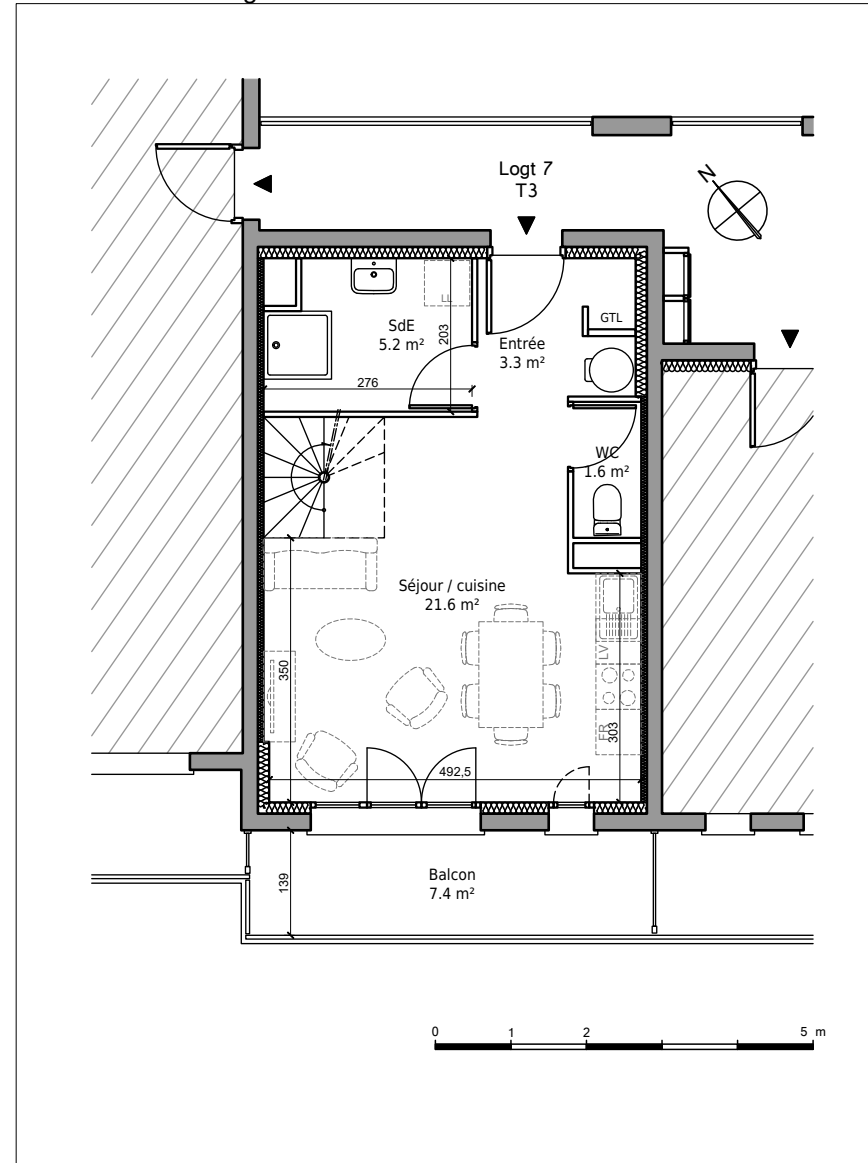 Logt 7
T3
N
LL
SdE
5.2 m²
203
Entrée
3.3 m²
GTL
276
WC
1.6 m²
Séjour / cuisine
21.6 m²
LV
350
FR
303
492,5
Balcon
7.4 m²
139
0 1 2 5 m